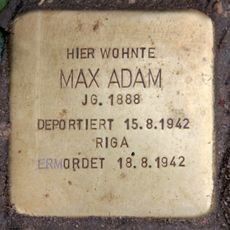 HIER WOHNTE
MAX ADAM
JG. 1888
DEPORTIERT 15.8.1942
RIGA
ERMORDET 18.8.1942